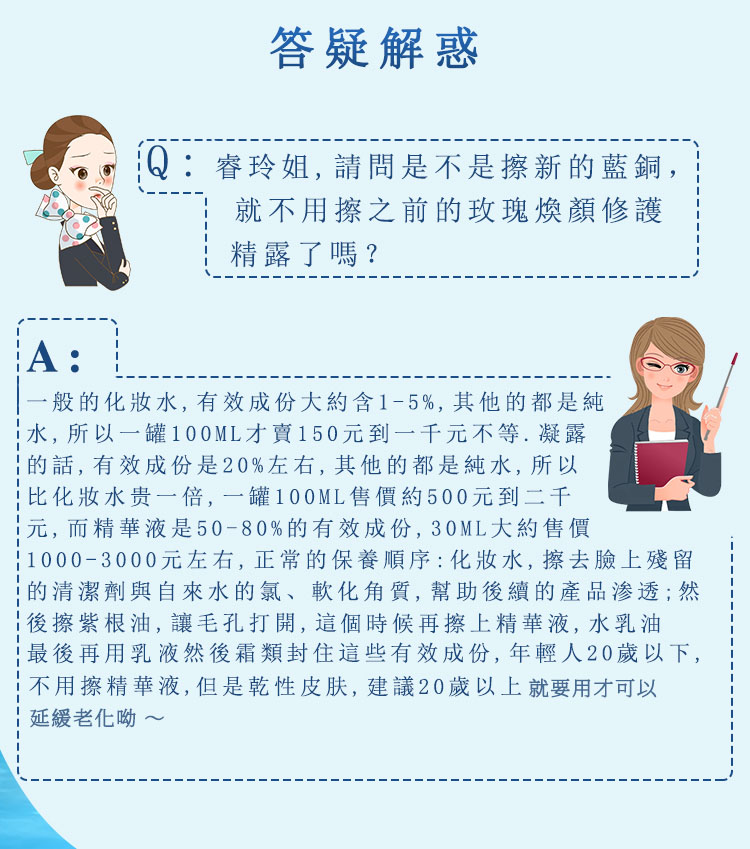 答疑解惑
Q：睿玲姐,請問是不是擦新的藍銅，
就不用擦之前的玫瑰煥顏修護
精露了嗎？
A：
一般的化妝水,有效成份大約含1-5%,其他的都是純
水,所以一罐100ML才賣150元到一千元不等.凝露
的話,有效成份是20%左右,其他的都是純水,所以
比化妝水贵一倍,一罐100ML售價約500元到二千
元,而精華液是50-80%的有效成份,30ML大約售價
1000-3000元左右,正常的保養順序:化妝水,擦去臉上殘留
的清潔劑與自來水的氯、軟化角質,幫助後續的產品滲透;然
後擦紫根油,讓毛孔打開,這個時候再擦上精華液,水乳油
最後再用乳液然後霜類封住這些有效成份,年輕人20歲以下,
不用擦精華液,但是乾性皮肤,建議20歲以上就要用才可以
延緩老化呦～